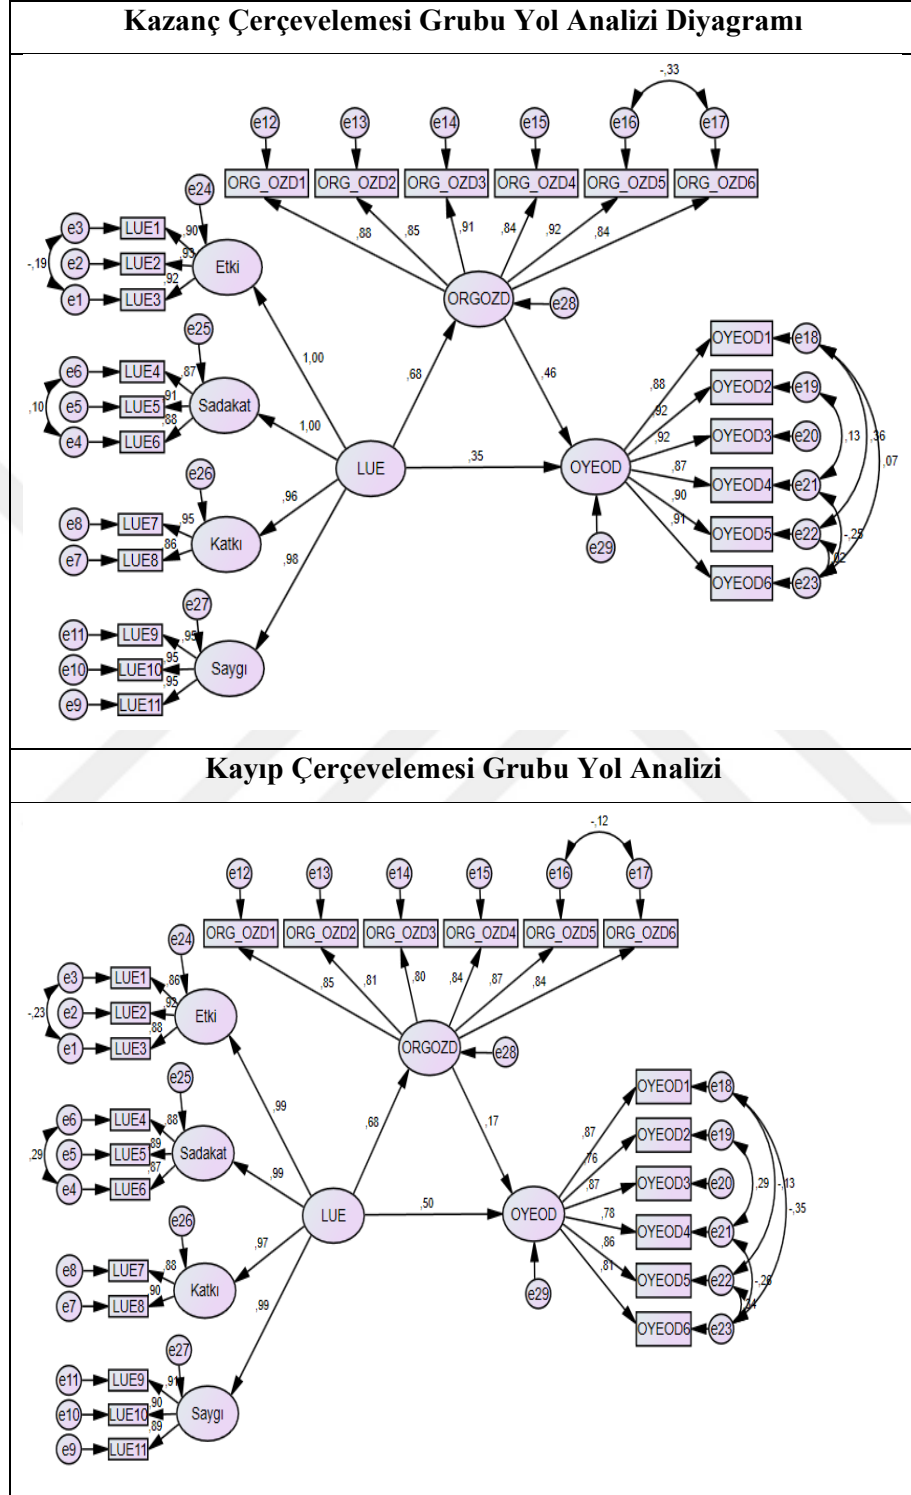 Kazanç Çerçevelemesi Grubu Yol Analizi Diyagramı
-,33
e12 e13 e14 e15 e16 e17
ORG_OZD1 ORG_OZD2 ORG_OZD3 ORG_OZD4 ORG_OZD5 ORG_OZD6
,88 ,85 ,91 ,84 ,92 ,84
e24
e3 LUE1 ,90
-,19 e2 LUE2 ,93 Etki
e1 LUE3 ,92
ORGOZD e28
e25
1,00 ,68 ,46
e6 LUE4 ,87
,10 e5 LUE5 ,91 Sadakat
e4 LUE6 ,88
1,00
OYEOD1 e18
,88
OYEOD2 e19
,92
OYEOD3 e20
,92
,13 ,36 ,07
LUE ,35 OYEOD
OYEOD4 e21
,87
OYEOD5 e22
,90
-,25
OYEOD6 e23
,91
e29
e26
,96
e8 LUE7 ,95
Katkı
e7 LUE8 ,86
,98
e27
e11 LUE9 ,95
e10 LUE10 ,95 Saygı
e9 LUE11 ,95
Kayıp Çerçevelemesi Grubu Yol Analizi
-,12
e12 e13 e14 e15 e16 e17
ORG_OZD1 ORG_OZD2 ORG_OZD3 ORG_OZD4 ORG_OZD5 ORG_OZD6
,85 ,81 ,80 ,84 ,87 ,84
e24
e3 LUE1 ,86
-,23 e2 LUE2 ,92 Etki
e1 LUE3 ,88
ORGOZD e28
e25
,99 ,68 ,17
e6 LUE4 ,88
,29 e5 LUE5 ,89 Sadakat
e4 LUE6 ,87
,99
OYEOD1 e18
,87
OYEOD2 e19
,76
OYEOD3 e20
,87
,29 -,13 -,35
LUE ,50 OYEOD
OYEOD4 e21
,78
OYEOD5 e22
,86
OYEOD6 e23
,81
e29
e26
,97
e8 LUE7 ,88
Katkı
e7 LUE8 ,90
,99
e27
e11 LUE9 ,91
e10 LUE10 ,90 Saygı
e9 LUE11 ,89